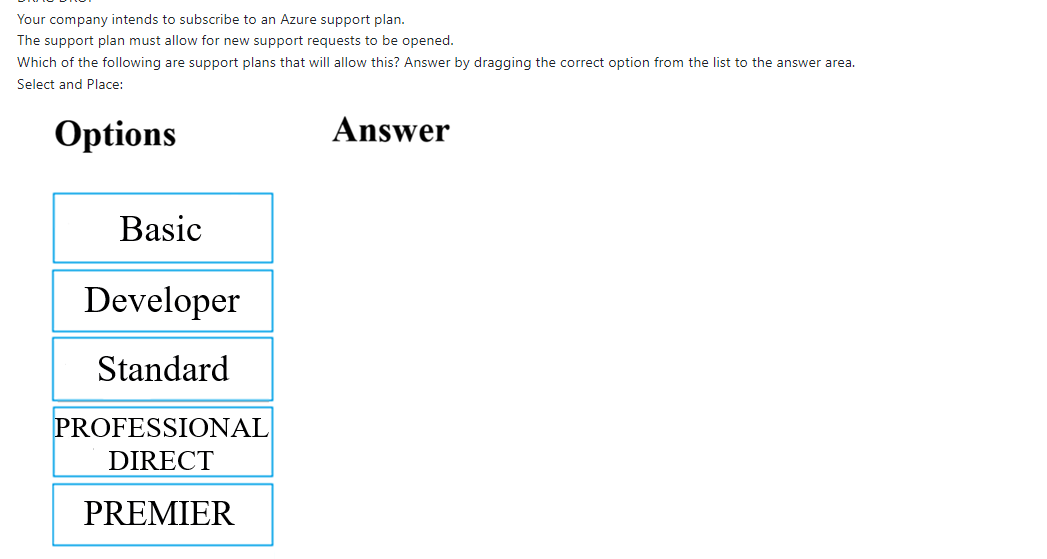 Your company intends to subscribe to an Azure support plan.
The support plan must allow for new support requests to be opened.
Which of the following are support plans that will allow this? Answer by dragging the correct option from the list to the answer area.
Select and Place:
Options
Answer
Basic
Developer
Standard
PROFESSIONAL
DIRECT
PREMIER